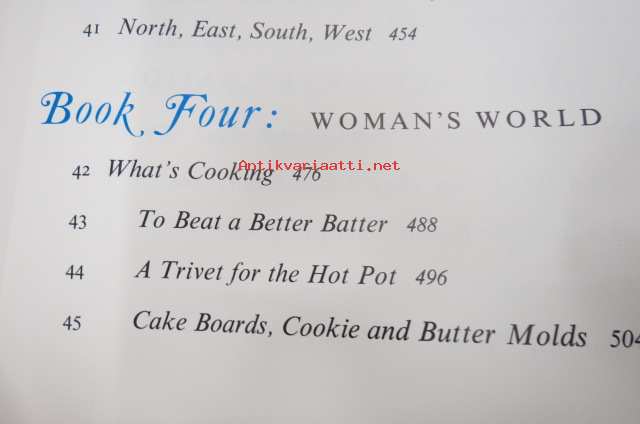 41 North, East, South, West 454
Book Four: WOMAN'S WORLD
Antikvariaatti.net
42 What's Cooking 476
43 To Beat a Better Batter 488
44 A Trivet for the Hot Pot 496
45 Cake Boards, Cookie and Butter Molds 504